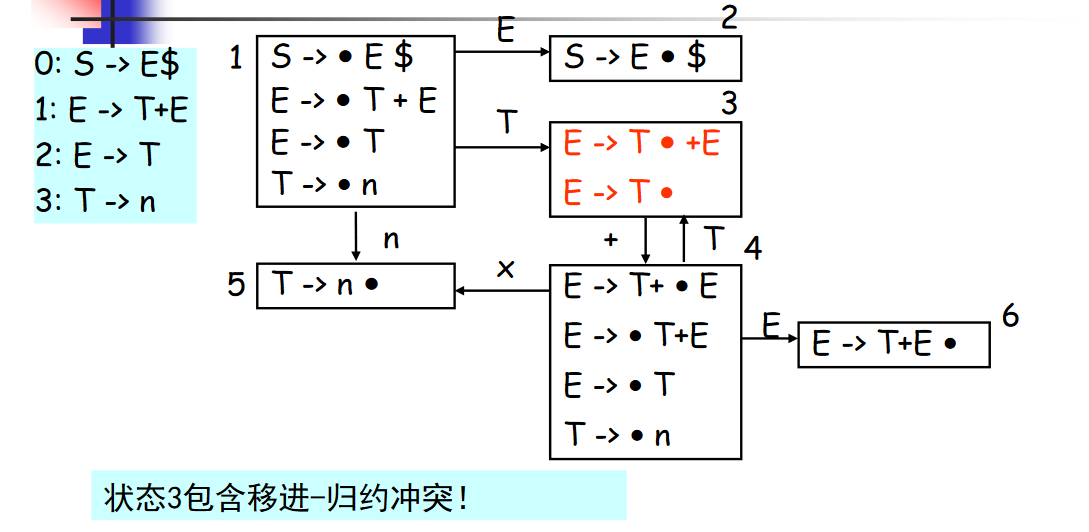 0: S -> E$
1: E -> T+E
2: E -> T
3: T -> n
1
S -> • E $
E -> • T + E
E -> • T
T -> • n
E
2
S -> E • $
T
3
E -> T • +E
E -> T •
n
+
T
4
5
T -> n •
x
E -> T+ • E
E -> • T+E
E -> • T
T -> • n
E
6
E -> T+E •
状态3包含移进-归约冲突!